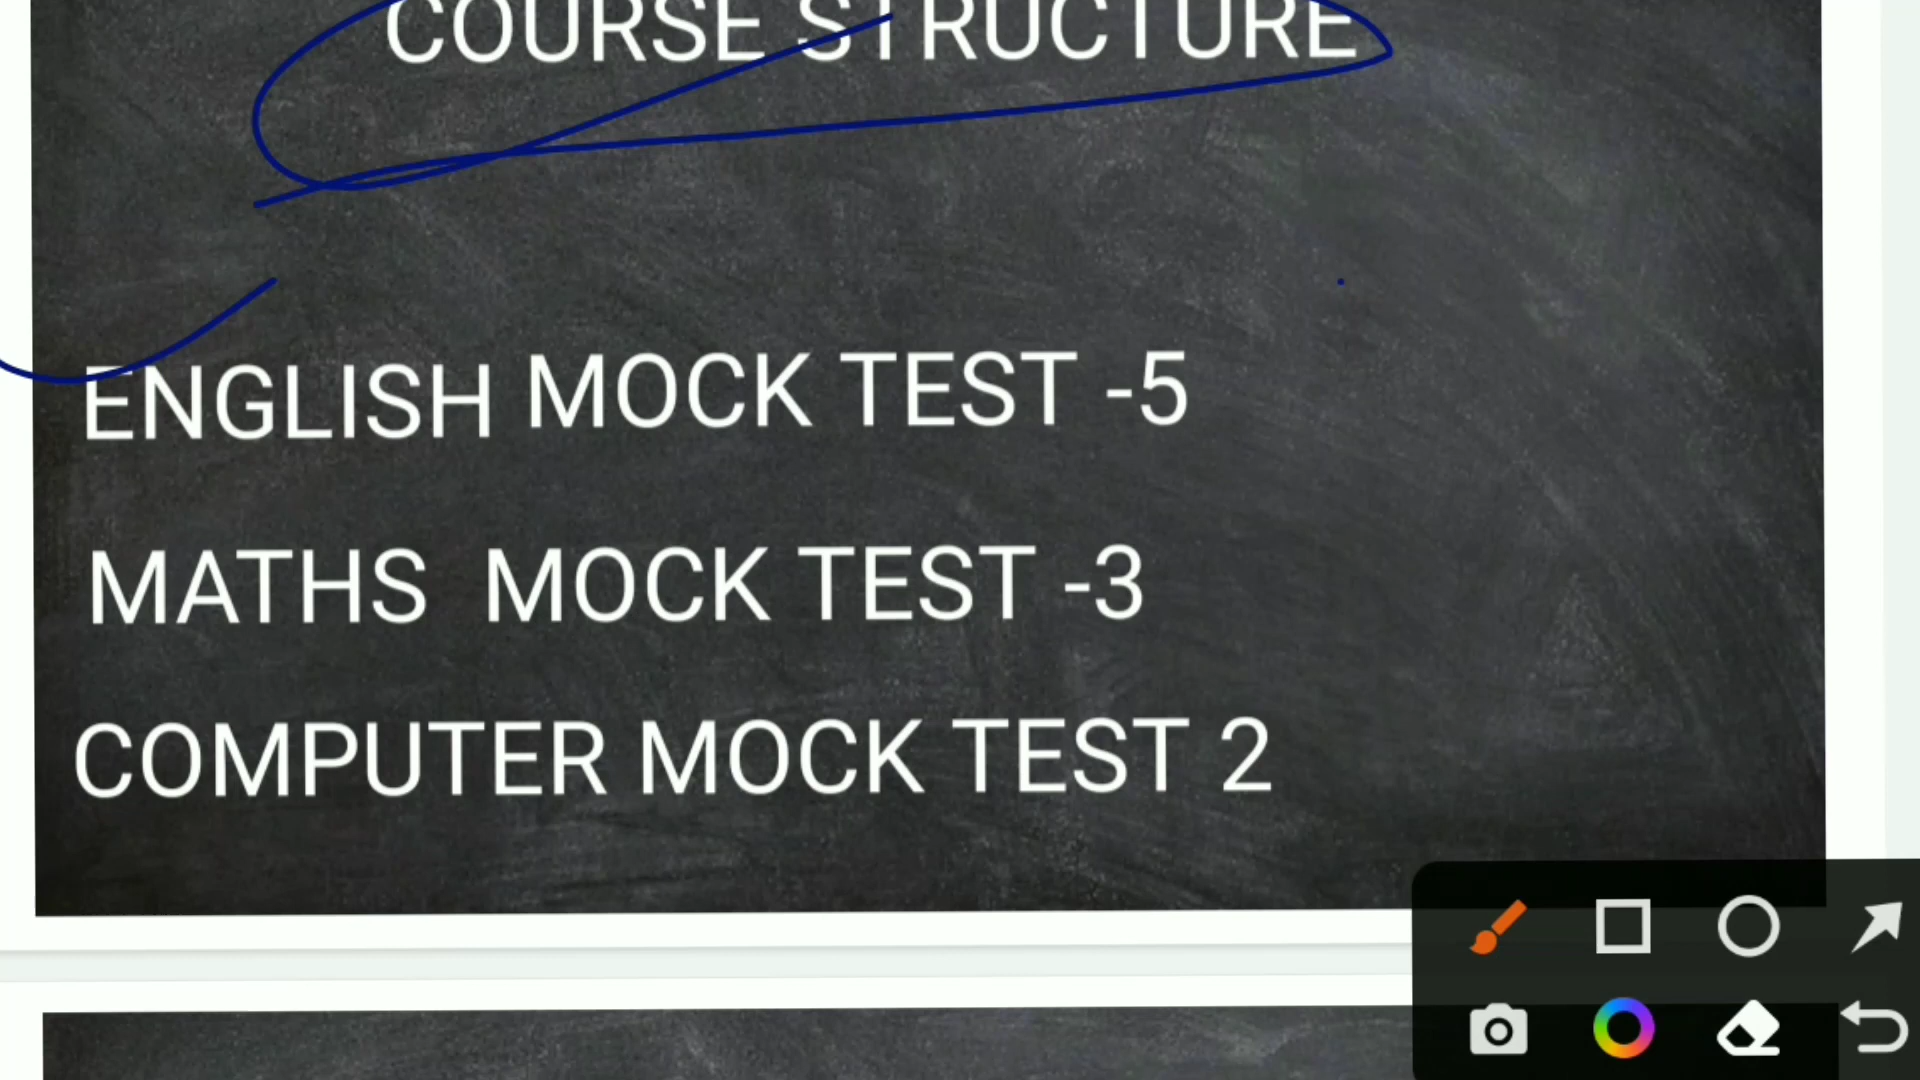 COURSE STRUCTURE
ENGLISH MOCK TEST -5
MATHS MOCK TEST -3
COMPUTER MOCK TEST 2